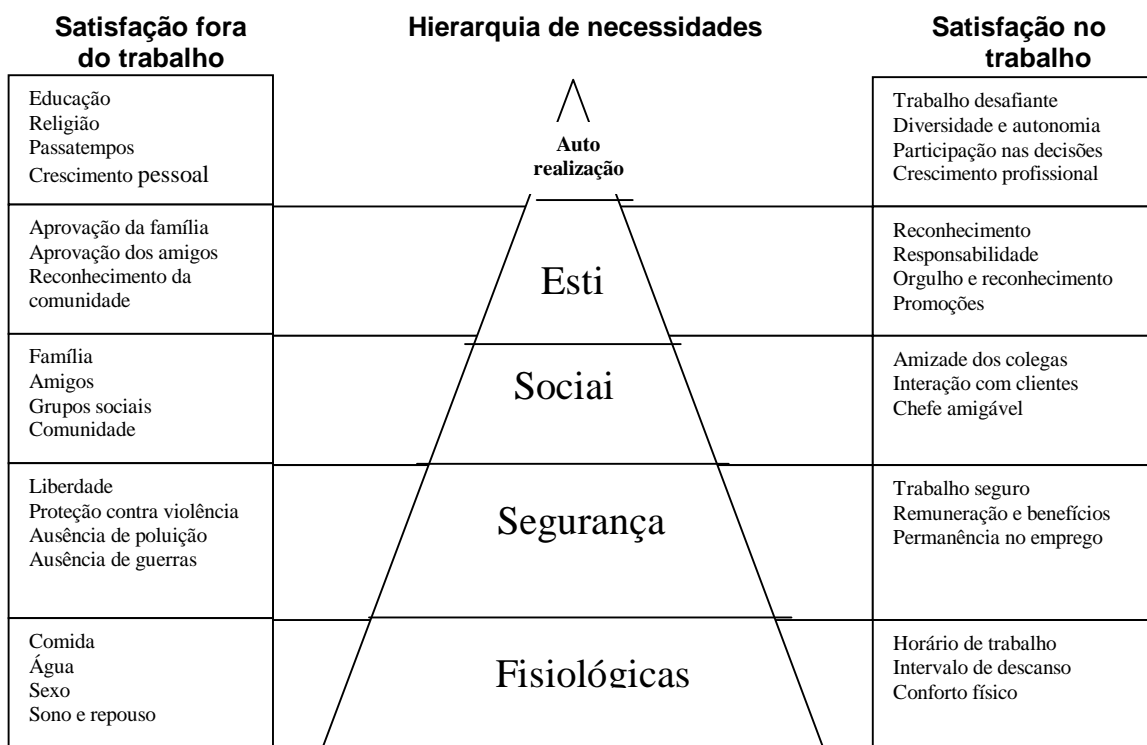 Satisfação fora
do trabalho
Hierarquia de necessidades
Satisfação no
trabalho
Educação
Religião
Passatempos
Crescimento pessoal
Auto
realização
Trabalho desafiante
Diversidade e autonomia
Participação nas decisões
Crescimento profissional
Aprovação da família
Aprovação dos amigos
Reconhecimento da
comunidade
Esti
Reconhecimento
Responsabilidade
Orgulho e reconhecimento
Promoções
Família
Amigos
Grupos sociais
Comunidade
Sociai
Amizade dos colegas
Interação com clientes
Chefe amigável
Liberdade
Proteção contra violência
Ausência de poluição
Ausência de guerras
Segurança
Trabalho seguro
Remuneração e benefícios
Permanência no emprego
Comida
Água
Sexo
Sono e repouso
Fisiológicas
Horário de trabalho
Intervalo de descanso
Conforto físico